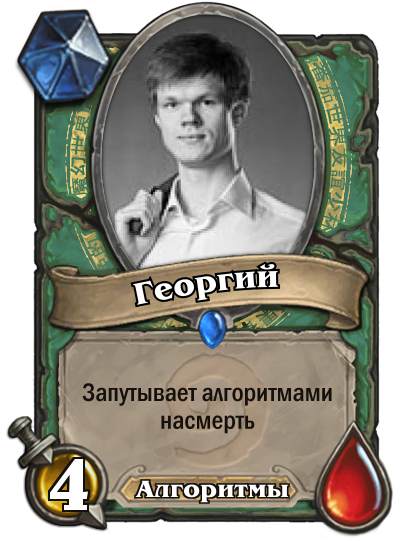 Георгий
Запутывает алгоритмами
насмерть
4
Алгоритмы